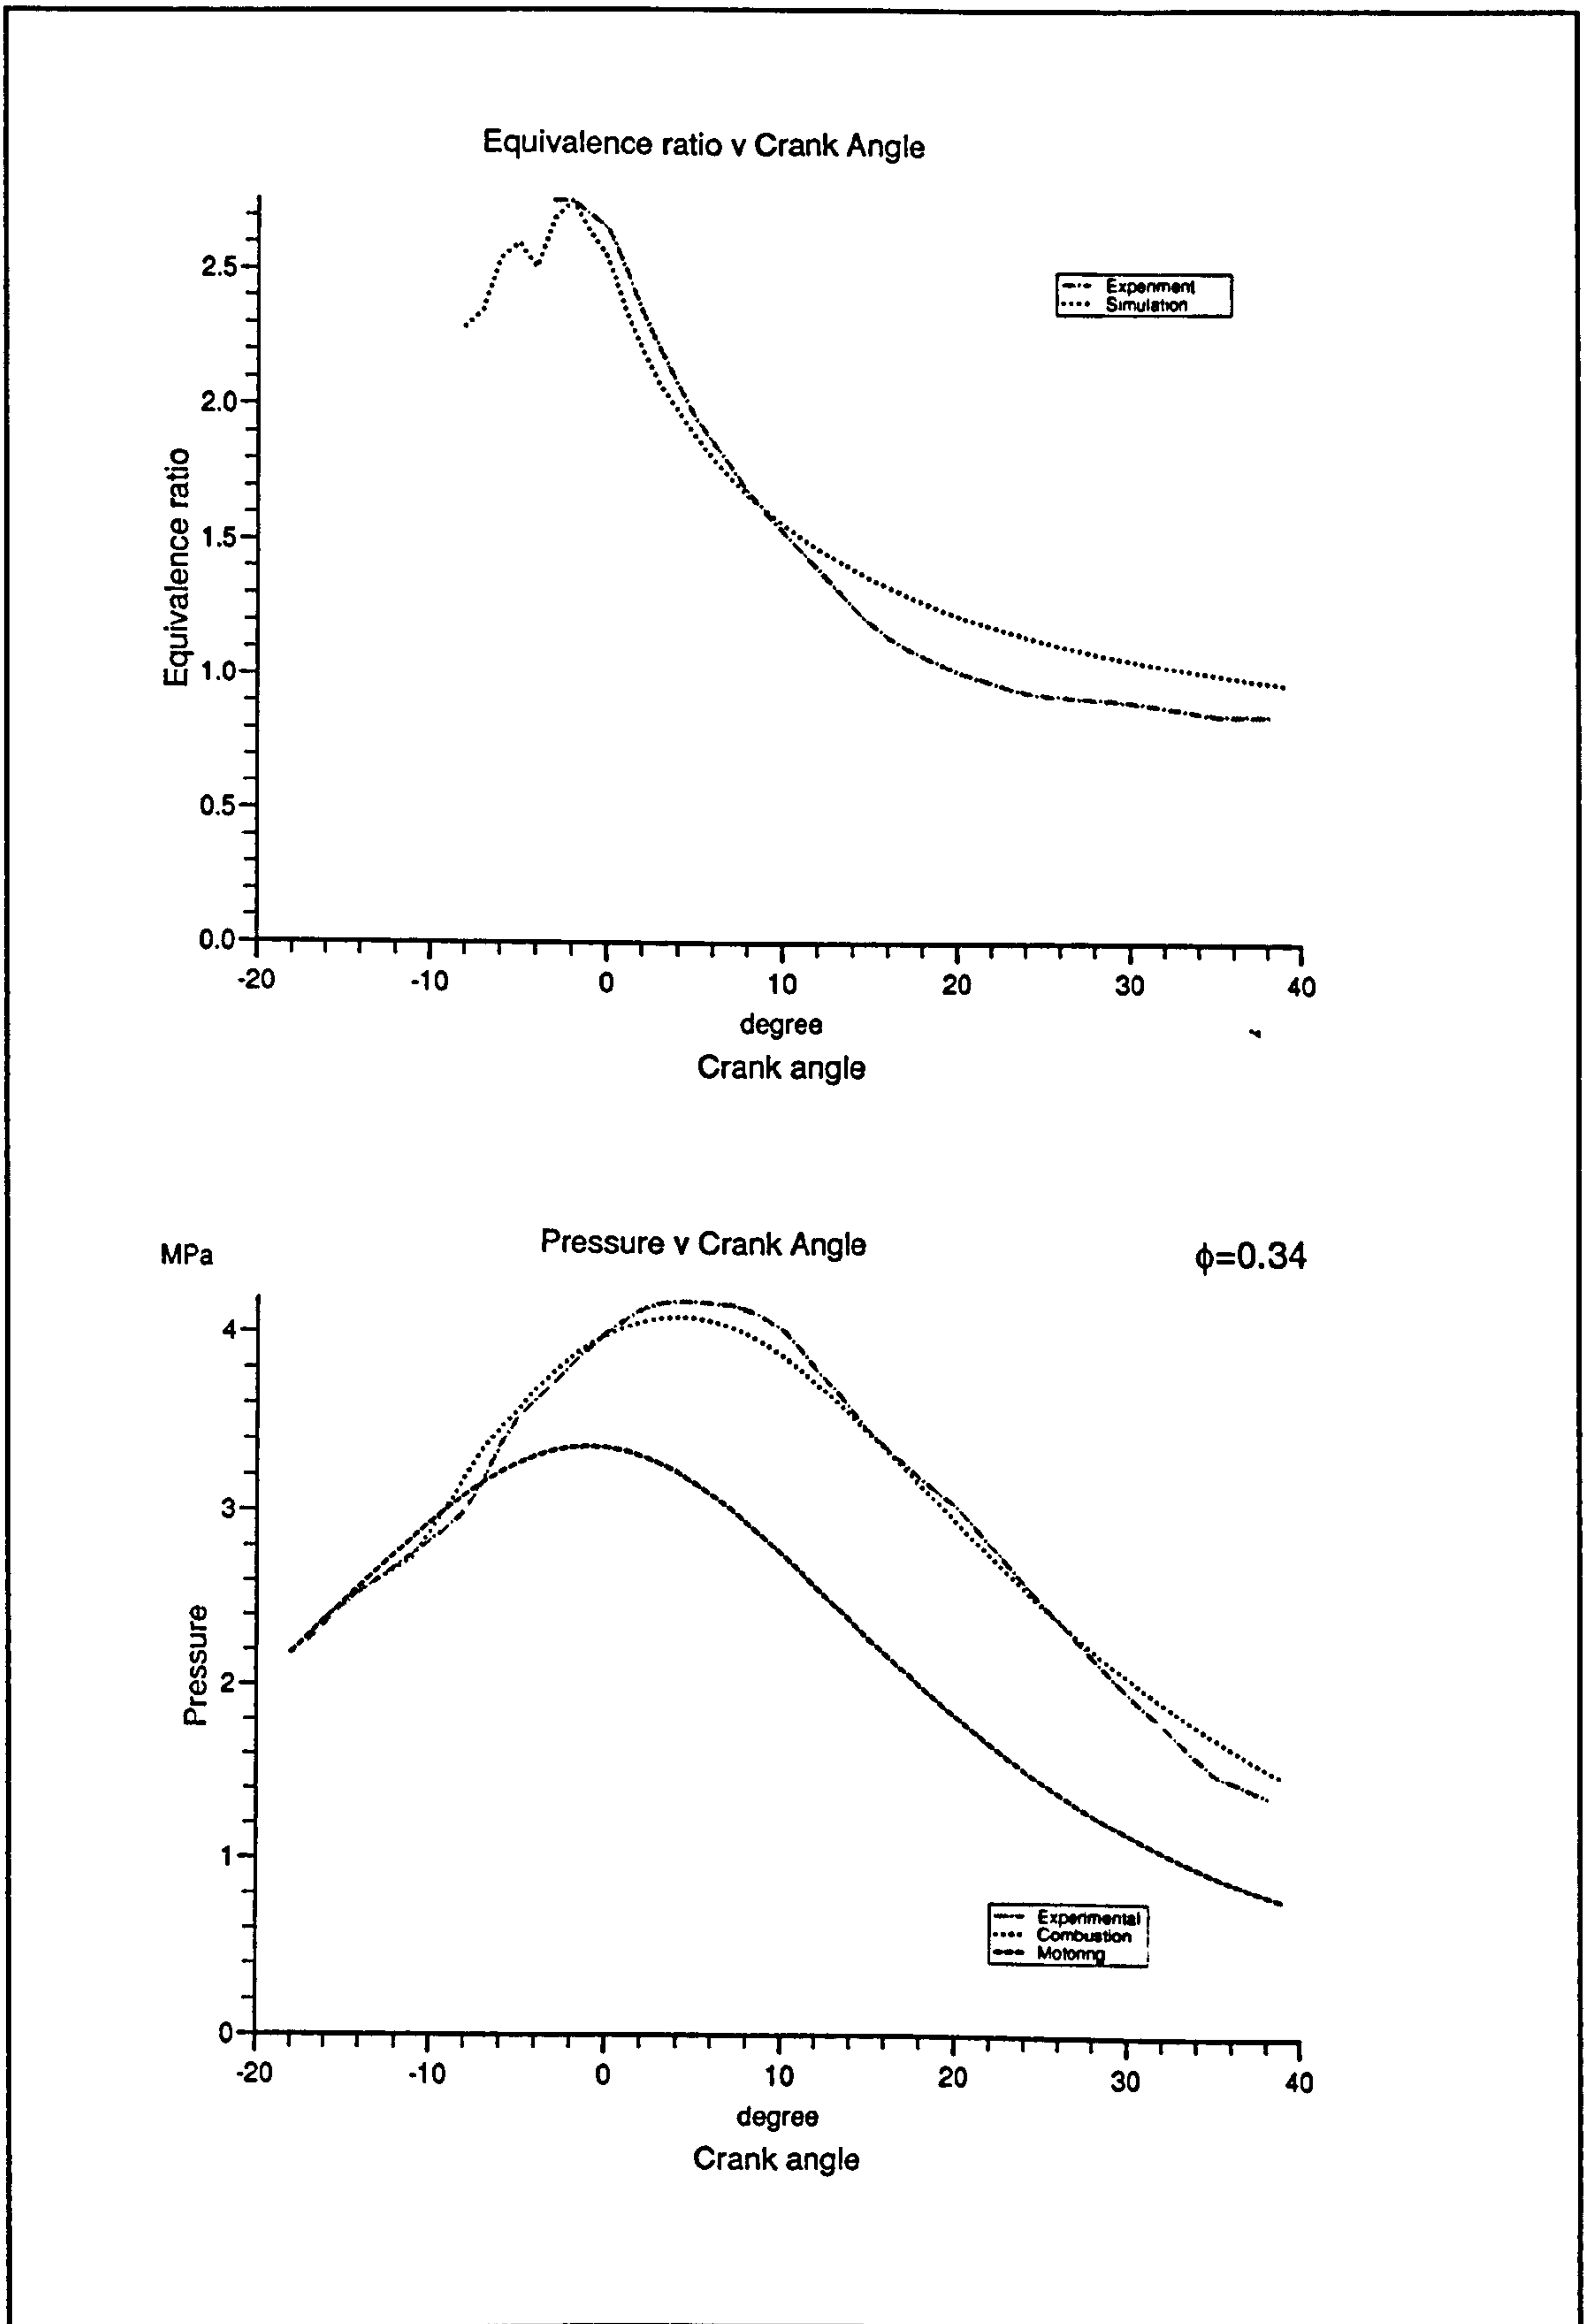 Equivalence ratio v Crank Angle
Equivalence ratio
2.5
2.0
1.5
1.0
0.5
0.0
Experiment
Simulation
-20 -10 0 10 20 30 40
degree
Crank angle
MPa
Pressure v Crank Angle
ϕ=0.34
Pressure
4
3
2
1
0
Experimental
Combustion
Motoring
-20 -10 0 10 20 30 40
degree
Crank angle